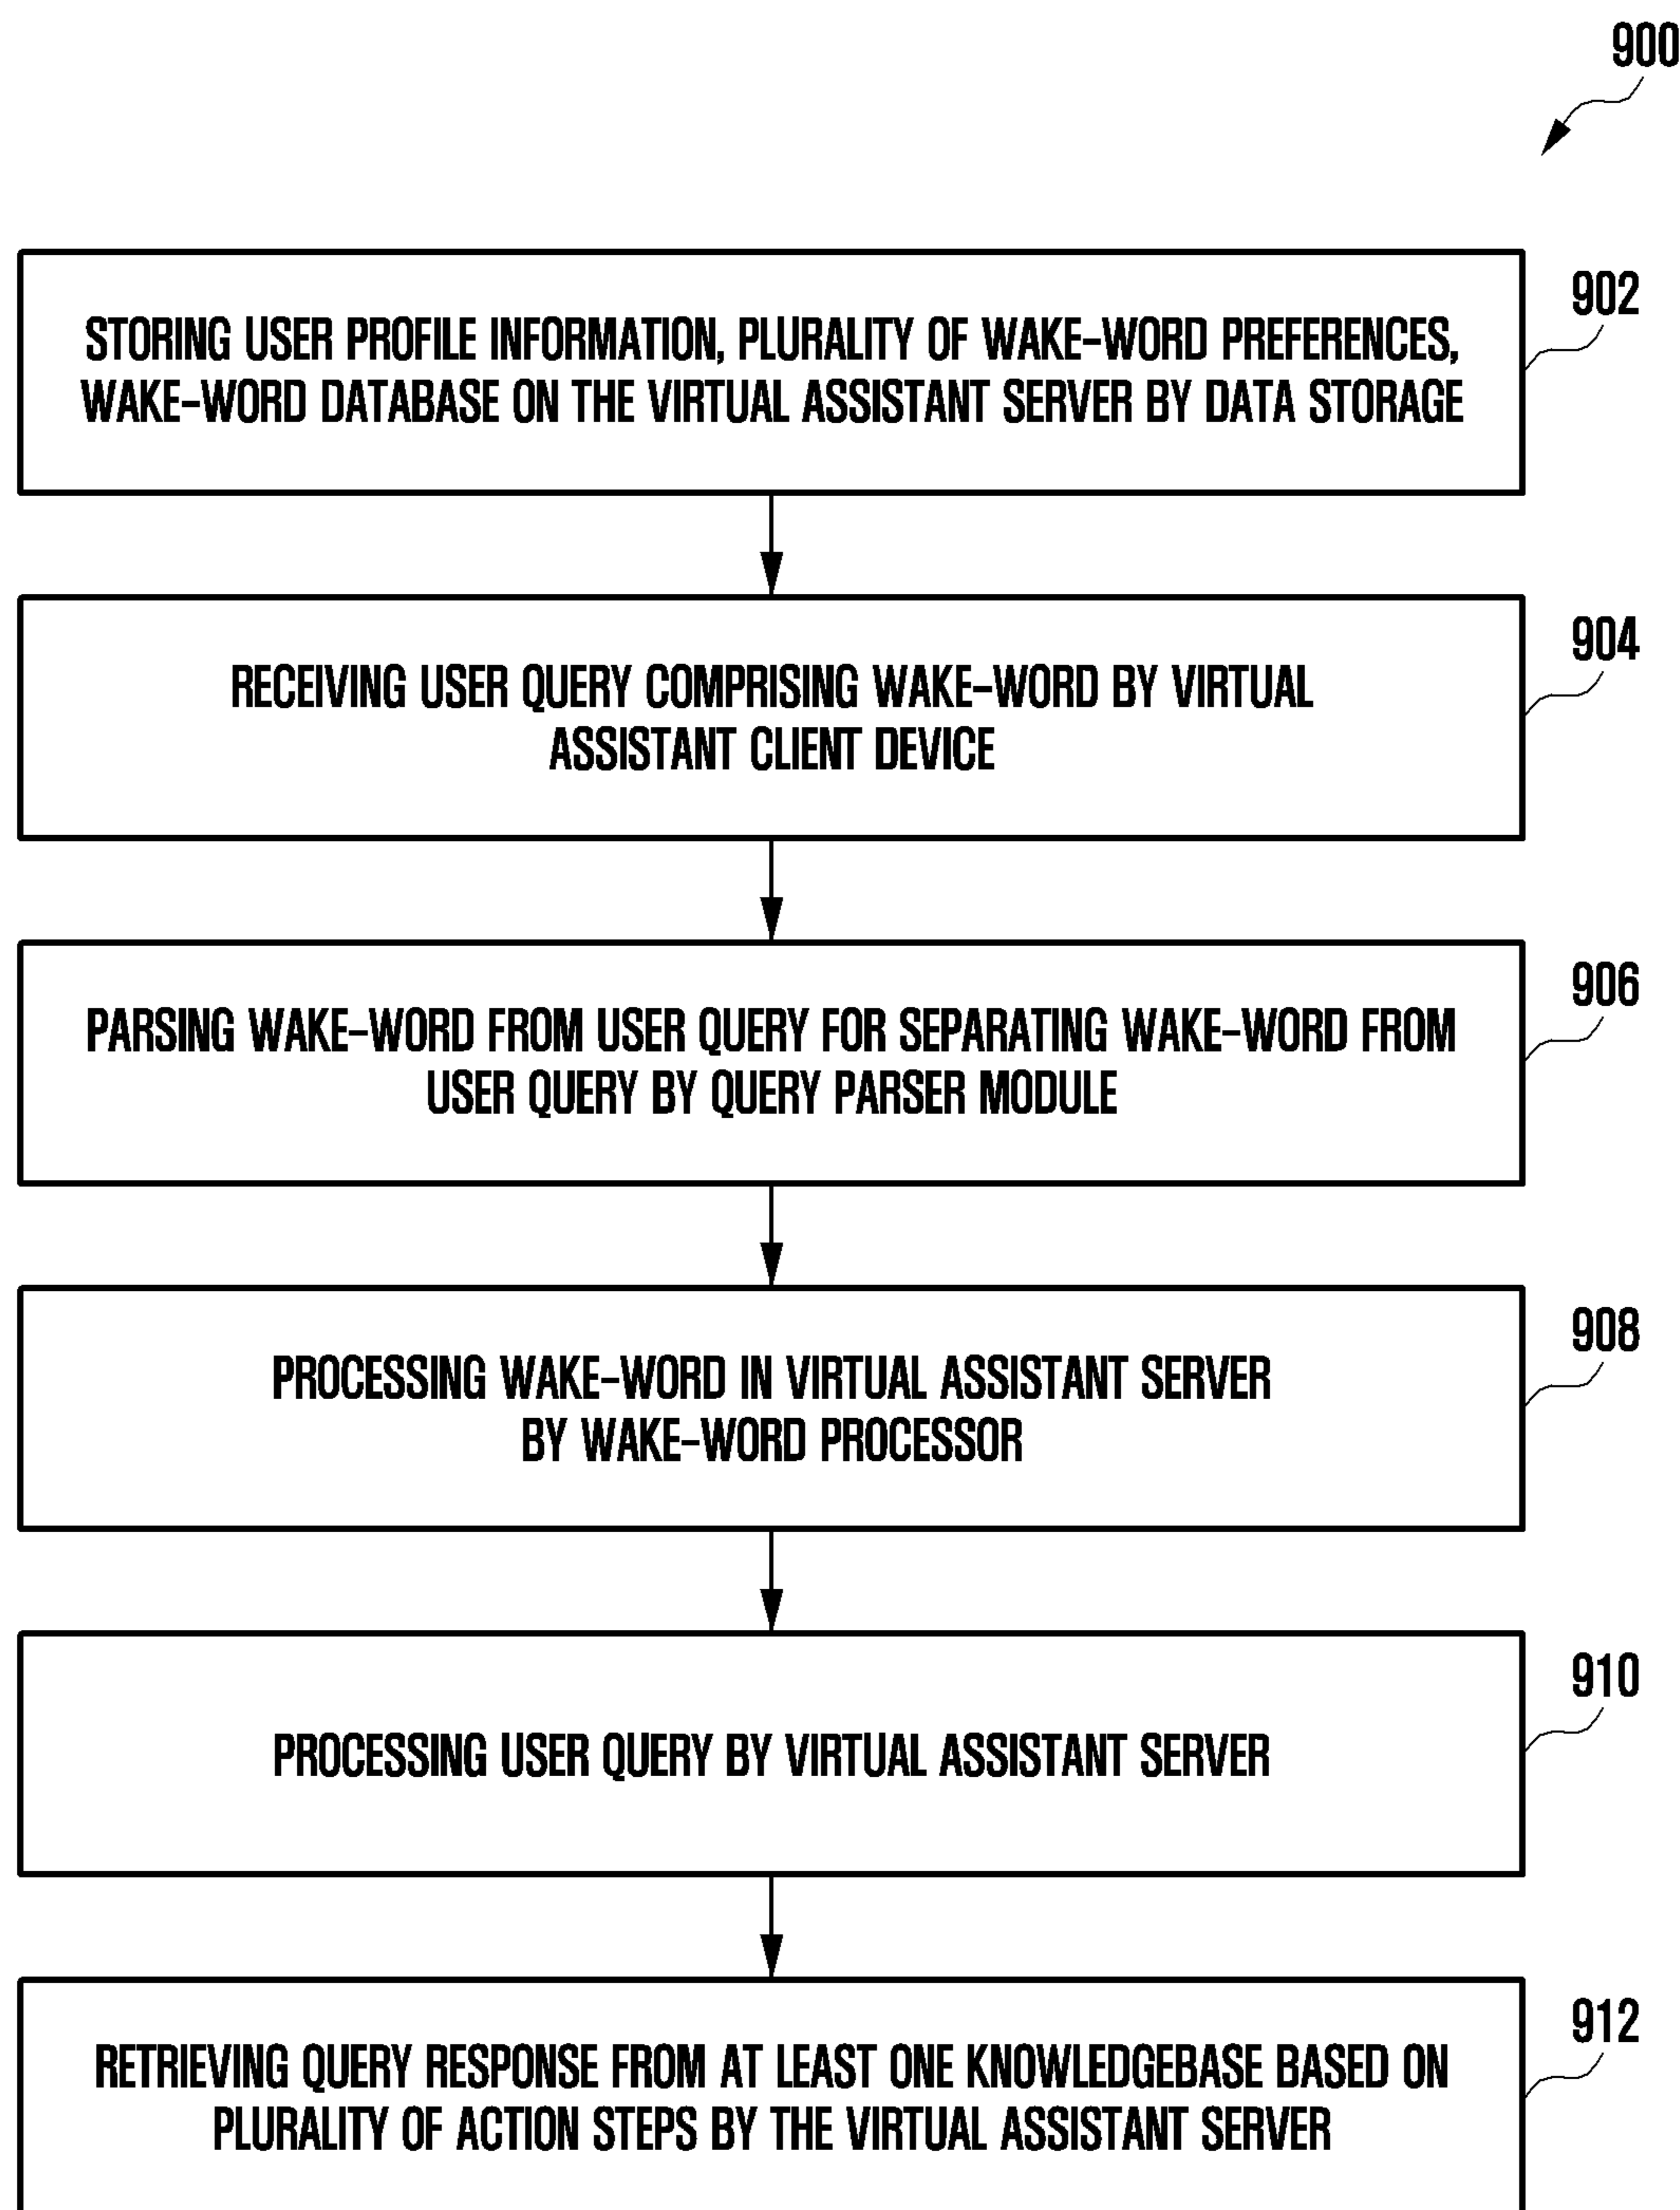 900
902
STORING USER PROFILE INFORMATION, PLURALITY OF WAKE-WORD PREFERENCES,
WAKE-WORD DATABASE ON THE VIRTUAL ASSISTANT SERVER BY DATA STORAGE
904
RECEIVING USER QUERY COMPRISING WAKE-WORD BY VIRTUAL
ASSISTANT CLIENT DEVICE
906
PARSING WAKE-WORD FROM USER QUERY FOR SEPARATING WAKE-WORD FROM
USER QUERY BY QUERY PARSER MODULE
908
PROCESSING WAKE-WORD IN VIRTUAL ASSISTANT SERVER
BY WAKE-WORD PROCESSOR
910
PROCESSING USER QUERY BY VIRTUAL ASSISTANT SERVER
912
RETRIEVING QUERY RESPONSE FROM AT LEAST ONE KNOWLEDGEBASE BASED ON
PLURALITY OF ACTION STEPS BY THE VIRTUAL ASSISTANT SERVER